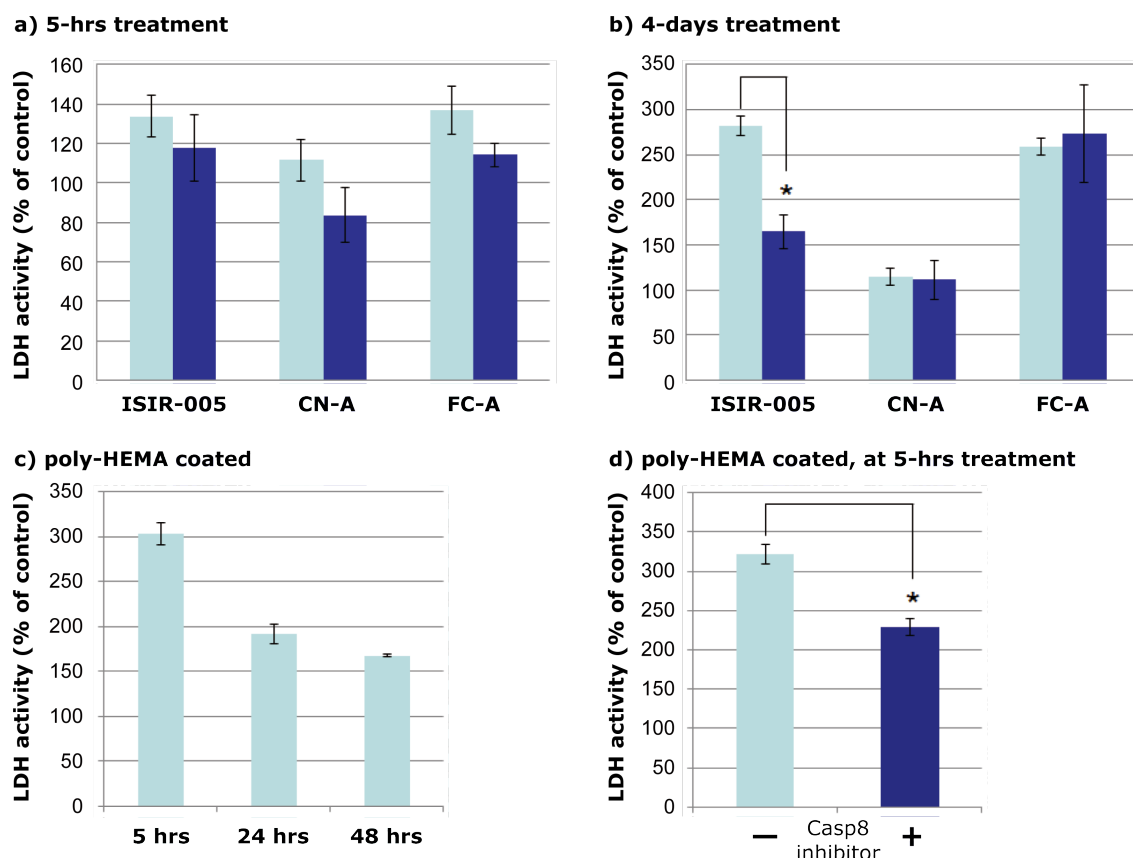 a) 5-hrs treatment
LDH activity (% of control)
160
140
120
100
80
60
40
20
0
ISIR-005 CN-A FC-A
b) 4-days treatment
LDH activity (% of control)
350
300
250
200
150
100
50
0
*
ISIR-005 CN-A FC-A
c) poly-HEMA coated
LDH activity (% of control)
350
300
250
200
150
100
50
0
5 hrs 24 hrs 48 hrs
d) poly-HEMA coated, at 5-hrs treatment
LDH activity (% of control)
400
350
300
250
200
150
100
50
0
*
− Casp8 +
inhibitor